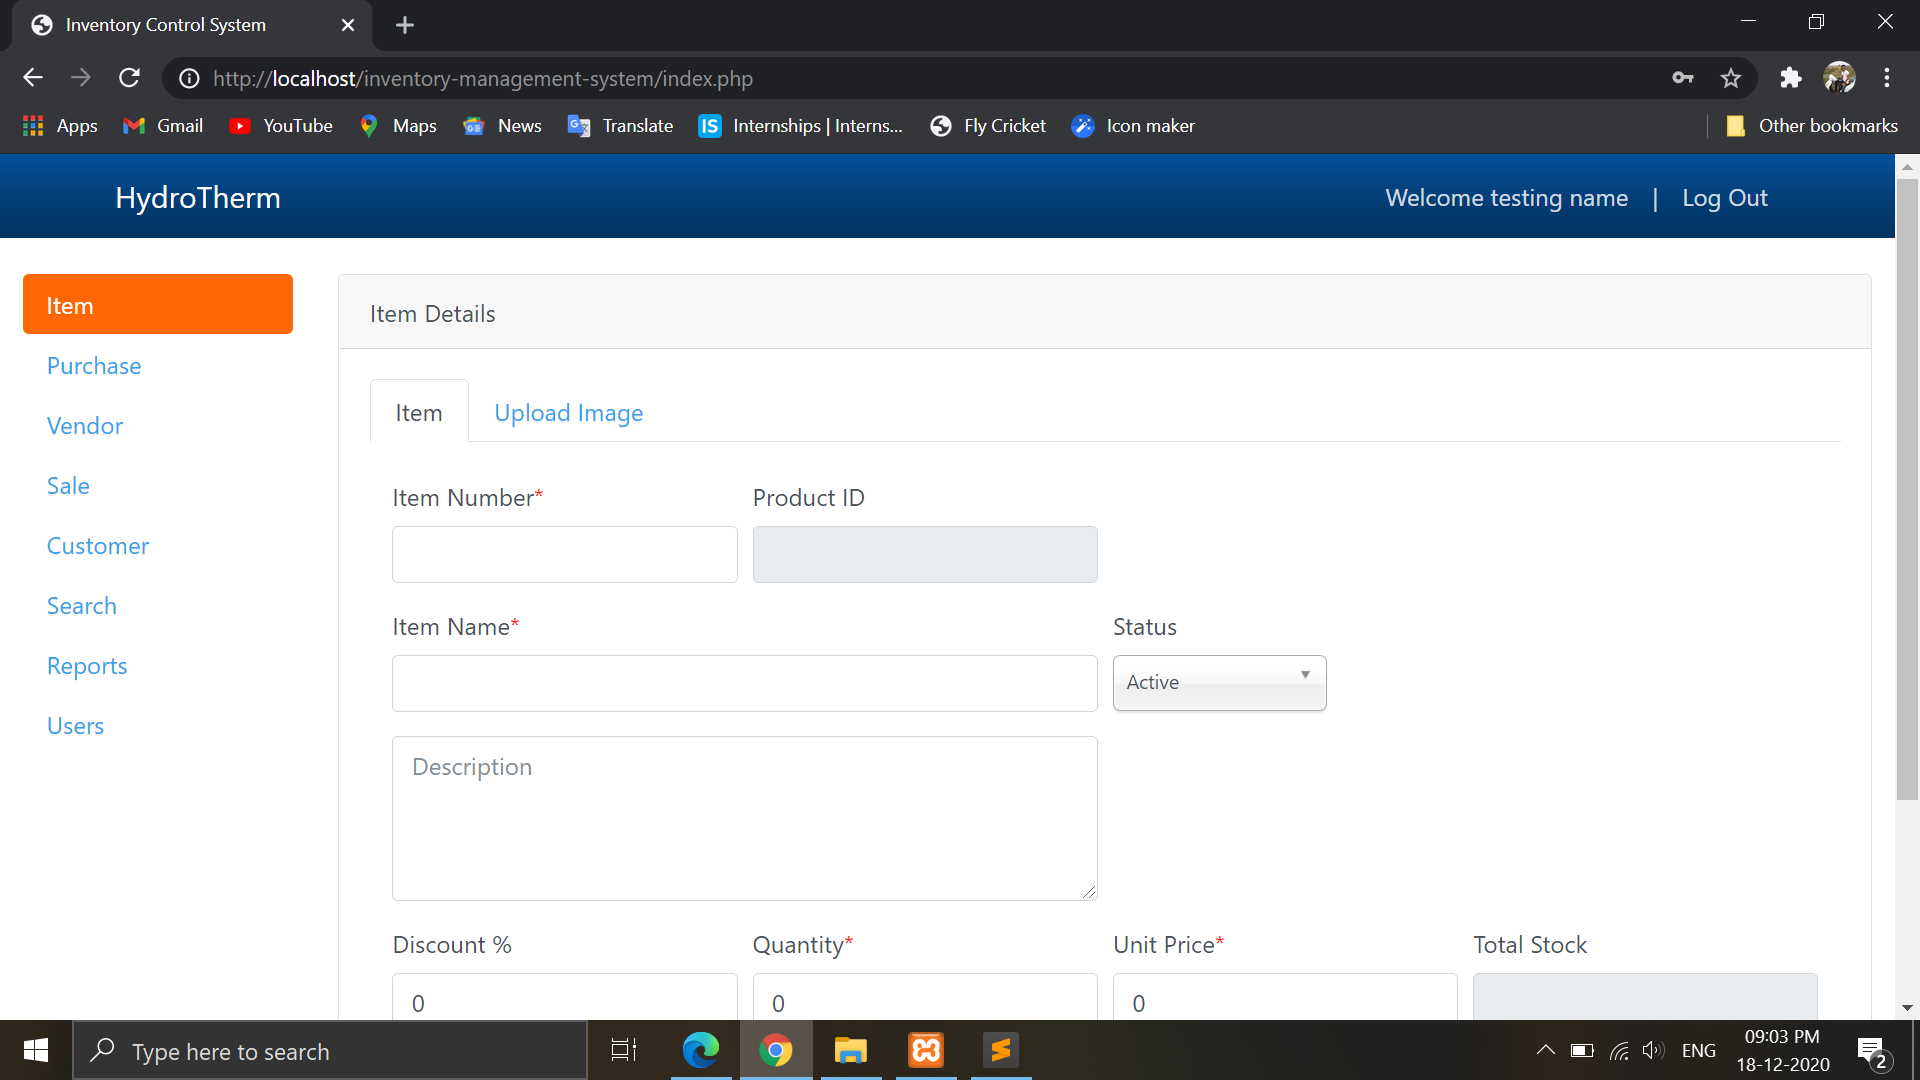 Inventory Control System
http://localhost/inventory-management-system/index.php
Apps Gmail YouTube Maps News Translate Internships | Interns... Fly Cricket Icon maker Other bookmarks
HydroTherm Welcome testing name | Log Out
Item
Purchase
Vendor
Sale
Customer
Search
Reports
Users
Item Details
Item Upload Image
Item Number* Product ID
Item Name* Status
Active
Description
Discount % Quantity* Unit Price* Total Stock
0 0 0
Type here to search
ENG
09:03 PM
18-12-2020
2